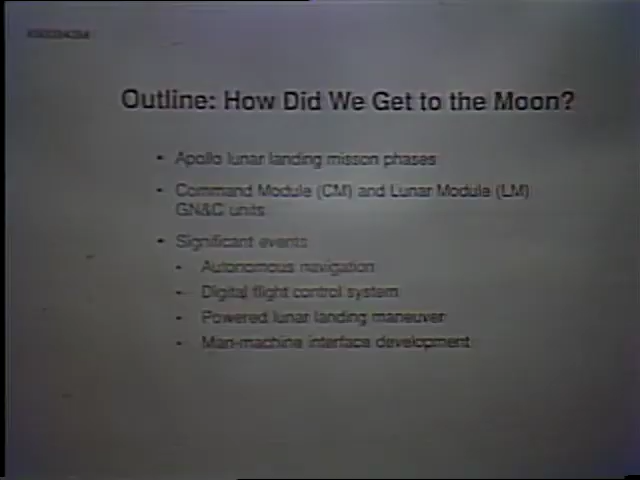 Outline: How Did We Get to the Moon?
• Apollo lunar landing misson phases
• Command Module (CM) and Lunar Module (LM)
GN&C units
• Significant events
- Autonomous navigation
- Digital flight control system
- Powered lunar landing maneuver
- Man-machine interface development